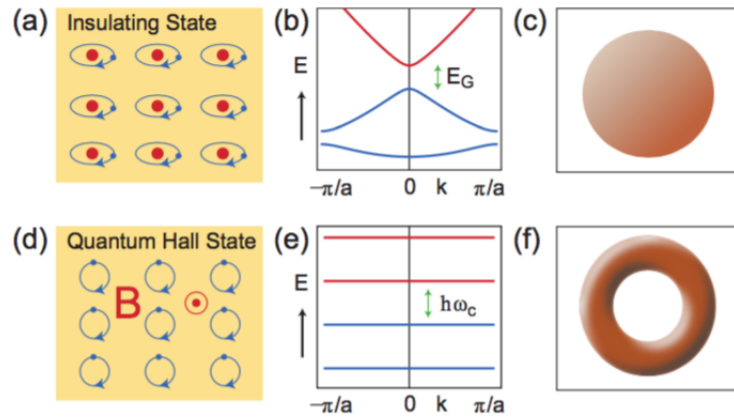 (a)
Insulating State
(b)
E
E_G
−π/a
0
k
π/a
(c)
(d)
Quantum Hall State
B
(e)
E
hω_c
−π/a
0
k
π/a
(f)